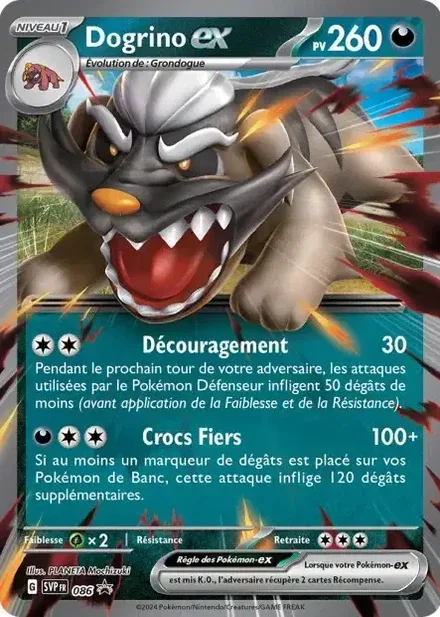 NIVEAU 1
Dogrino ex
PV 260
Évolution de : Grondogue
Découragement 30
Pendant le prochain tour de votre adversaire, les attaques
utilisées par le Pokémon Défenseur infligent 50 dégâts de
moins (avant application de la Faiblesse et de la Résistance).
Crocs Fiers 100+
Si au moins un marqueur de dégâts est placé sur vos
Pokémon de Banc, cette attaque inflige 120 dégâts
supplémentaires.
Faiblesse × 2 Résistance Retraite
Illus. PLANETA Mochizuki
Règle des Pokémon-ex
Lorsque votre Pokémon-ex
est mis K.O., l'adversaire récupère 2 cartes Récompense.
G SVP FR 086
©2024 Pokémon/Nintendo/Creatures/GAME FREAK